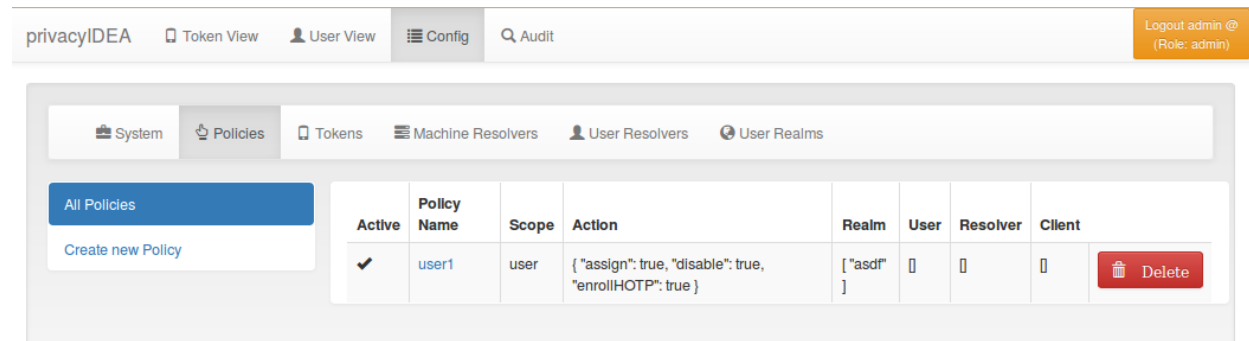 privacyIDEA Token View User View Config Audit Logout admin @
(Role: admin)
System Policies Tokens Machine Resolvers User Resolvers User Realms
All Policies
Create new Policy
Active Policy Name Scope Action Realm User Resolver Client
user1 user { "assign": true, "disable": true, ["asdf" [] [] [] Delete
"enrollHOTP": true } ]